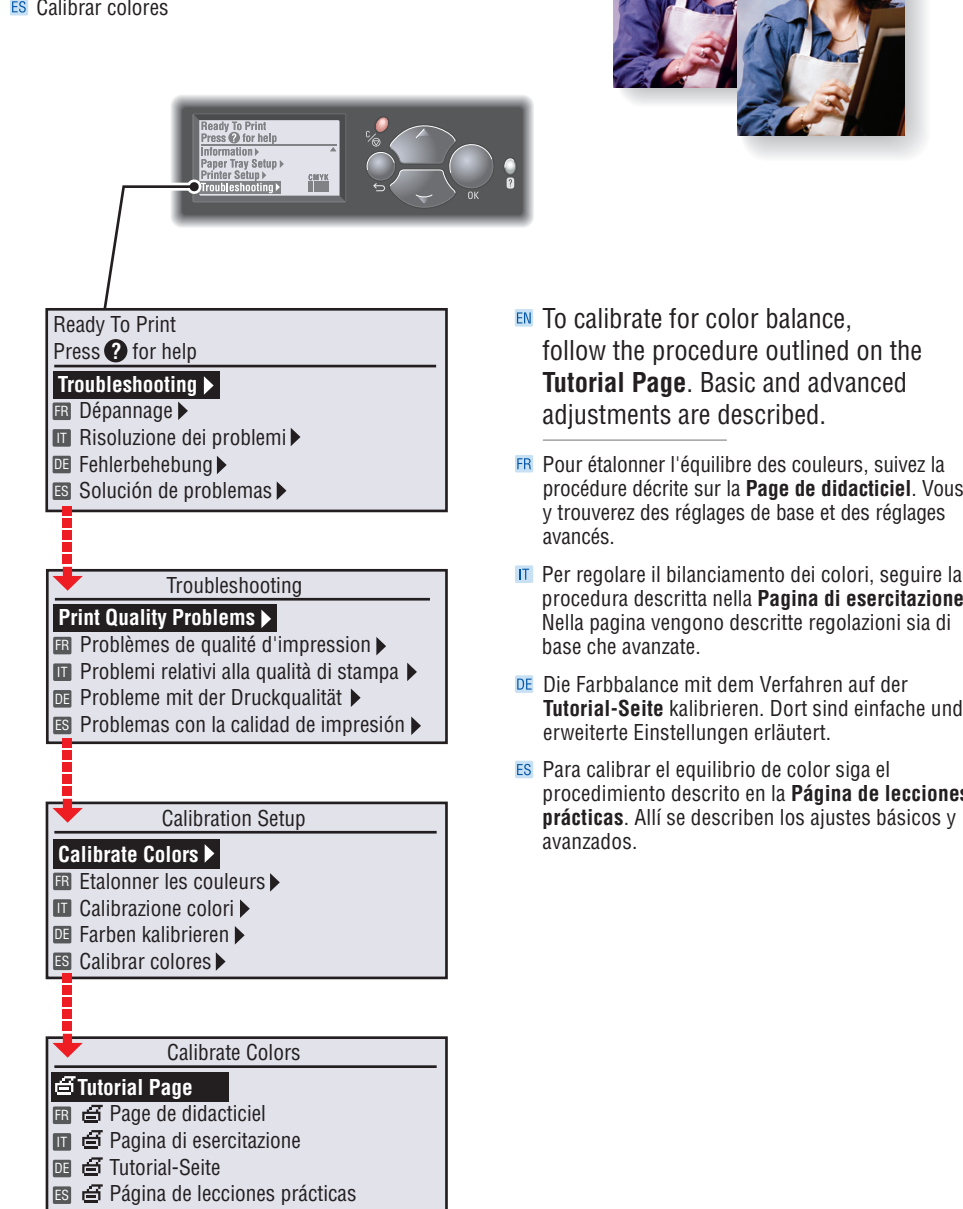 ES Calibrar colores
Ready To Print
Press ? for help
Information
Paper Tray Setup
Printer Setup
Troubleshooting
CMYK
C/
OK
?
Ready To Print
Press ? for help
Troubleshooting
FR Dépannage
IT Risoluzione dei problemi
DE Fehlerbehebung
ES Solución de problemas
Troubleshooting
Print Quality Problems
FR Problèmes de qualité d'impression
IT Problemi relativi alla qualità di stampa
DE Probleme mit der Druckqualität
ES Problemas con la calidad de impresión
Calibration Setup
Calibrate Colors
FR Etalonner les couleurs
IT Calibrazione colori
DE Farben kalibrieren
ES Calibrar colores
Calibrate Colors
Tutorial Page
FR Page de didacticiel
IT Pagina di esercitazione
DE Tutorial-Seite
ES Página de lecciones prácticas
EN To calibrate for color balance,
follow the procedure outlined on the
Tutorial Page. Basic and advanced
adjustments are described.
FR Pour étalonner l'équilibre des couleurs, suivez la
procédure décrite sur la Page de didacticiel. Vous
y trouverez des réglages de base et des réglages
avancés.
IT Per regolare il bilanciamento dei colori, seguire la
procedura descritta nella Pagina di esercitazione
Nella pagina vengono descritte regolazioni sia di
base che avanzate.
DE Die Farbbalance mit dem Verfahren auf der
Tutorial-Seite kalibrieren. Dort sind einfache und
erweiterte Einstellungen erläutert.
ES Para calibrar el equilibrio de color siga el
procedimiento descrito en la Página de lecciones
prácticas. Allí se describen los ajustes básicos y
avanzados.